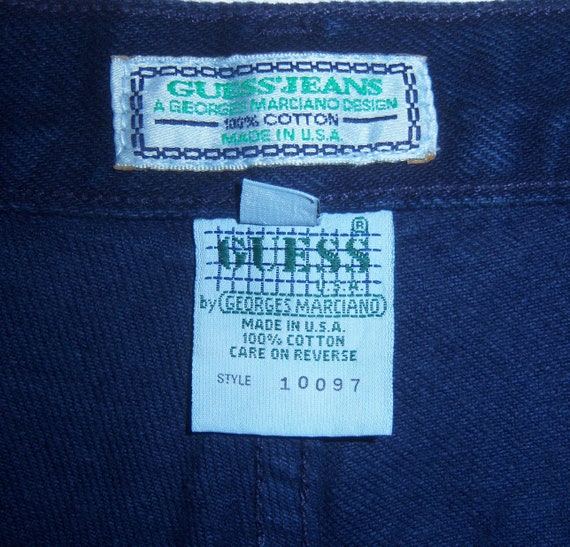 GUESS?JEANS
A GEORGES MARCIANO DESIGN
100% COTTON
MADE IN U.S.A.
®
GUESS
U.S.A.
by GEORGES MARCIANO
MADE IN U.S.A.
100% COTTON
CARE ON REVERSE
STYLE 10097